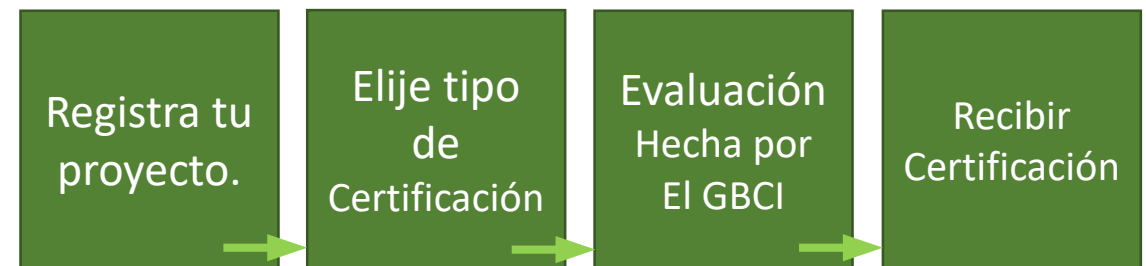 Registra tu
proyecto.
Elije tipo
de
Certificación
Evaluación
Hecha por
El GBCI
Recibir
Certificación